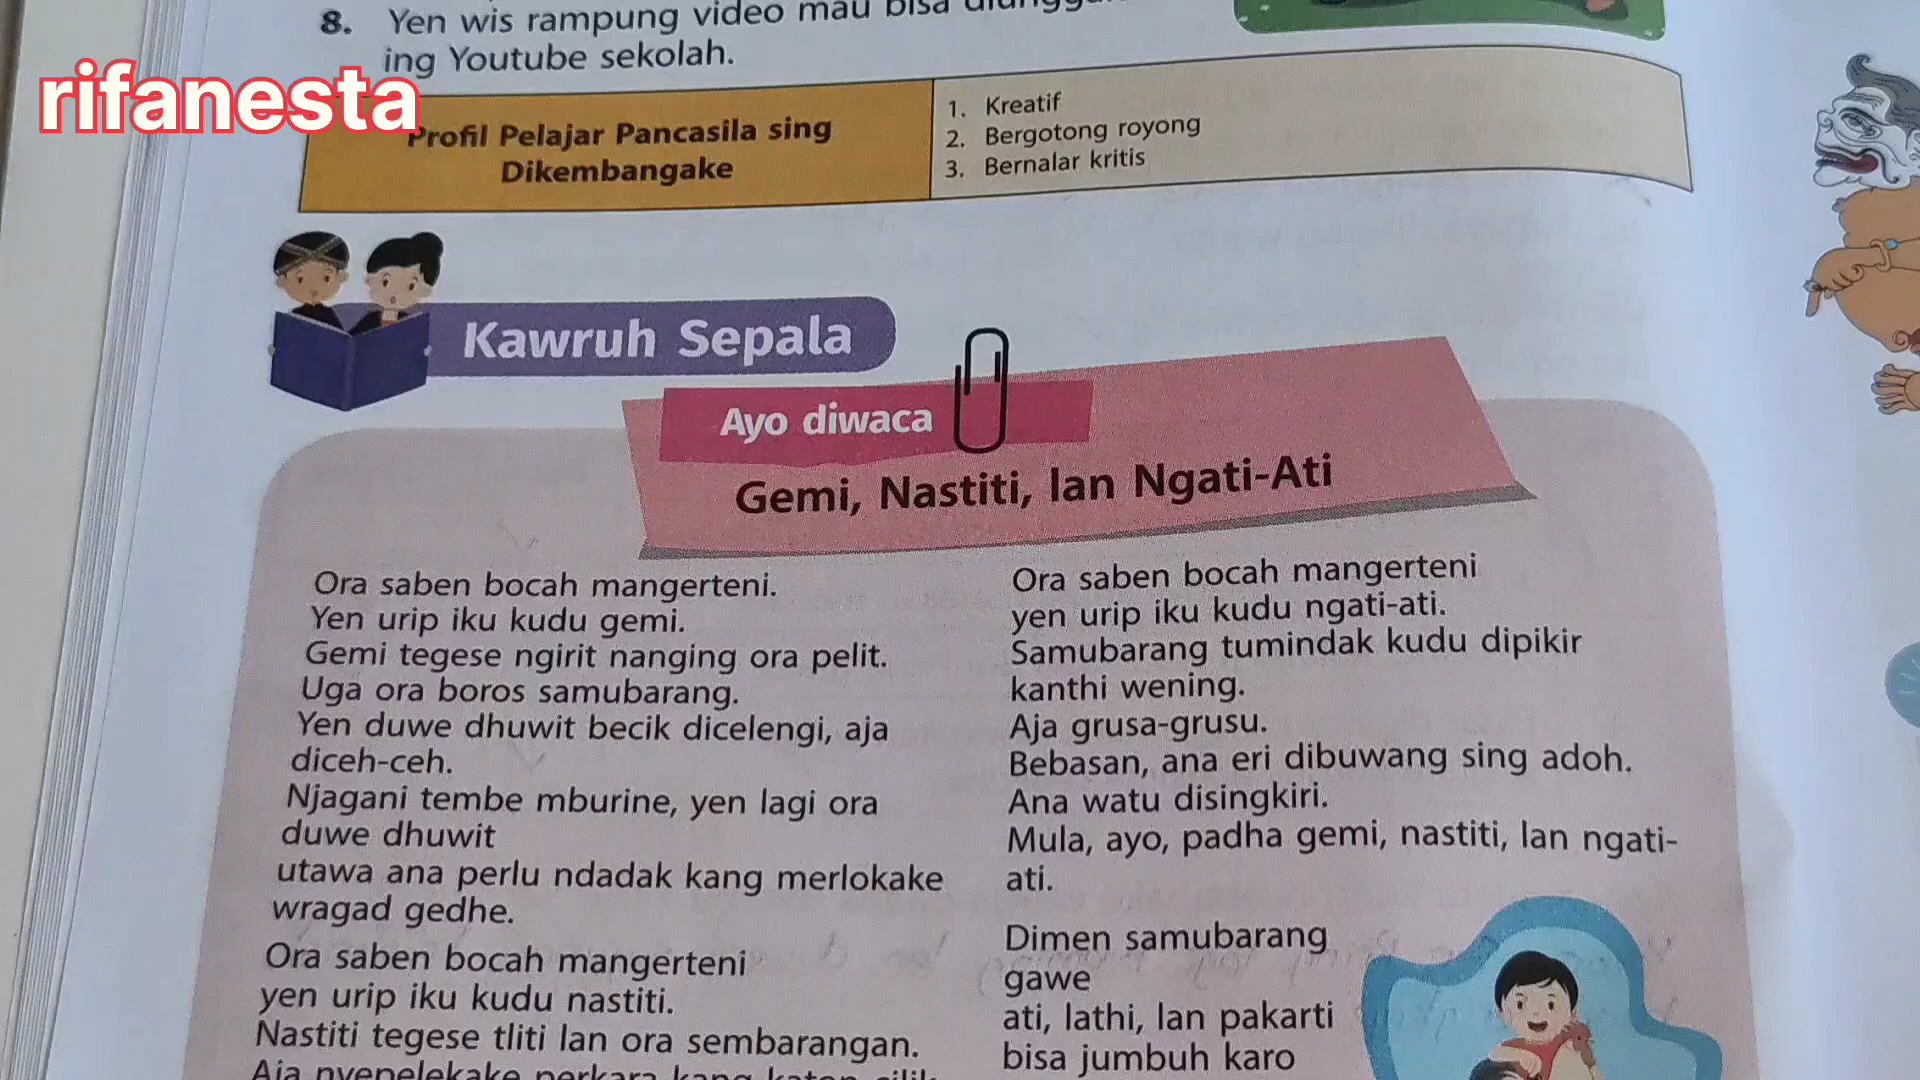 8. Yen wis rampung video mau bisa
ing Youtube sekolah.
rifanesta
Profil Pelajar Pancasila sing
Dikembangake
1. Kreatif
2. Bergotong royong
3. Bernalar kritis
Kawruh Sepala
Ayo diwaca
Gemi, Nastiti, lan Ngati-Ati
Ora saben bocah mangerteni.
Yen urip iku kudu gemi.
Gemi tegese ngirit nanging ora pelit.
Uga ora boros samubarang.
Yen duwe dhuwit becik dicelengi, aja
diceh-ceh.
Njagani tembe mburine, yen lagi ora
duwe dhuwit
utawa ana perlu ndadak kang merlokake
wragad gedhe.
Ora saben bocah mangerteni
yen urip iku kudu nastiti.
Nastiti tegese tliti lan ora sembarangan.
Aja nyepelekake perkara kang katon cilik
Ora saben bocah mangerteni
yen urip iku kudu ngati-ati.
Samubarang tumindak kudu dipikir
kanthi wening.
Aja grusa-grusu.
Bebasan, ana eri dibuwang sing adoh.
Ana watu disingkiri.
Mula, ayo, padha gemi, nastiti, lan ngati-
ati.
Dimen samubarang
gawe
ati, lathi, lan pakarti
bisa jumbuh karo